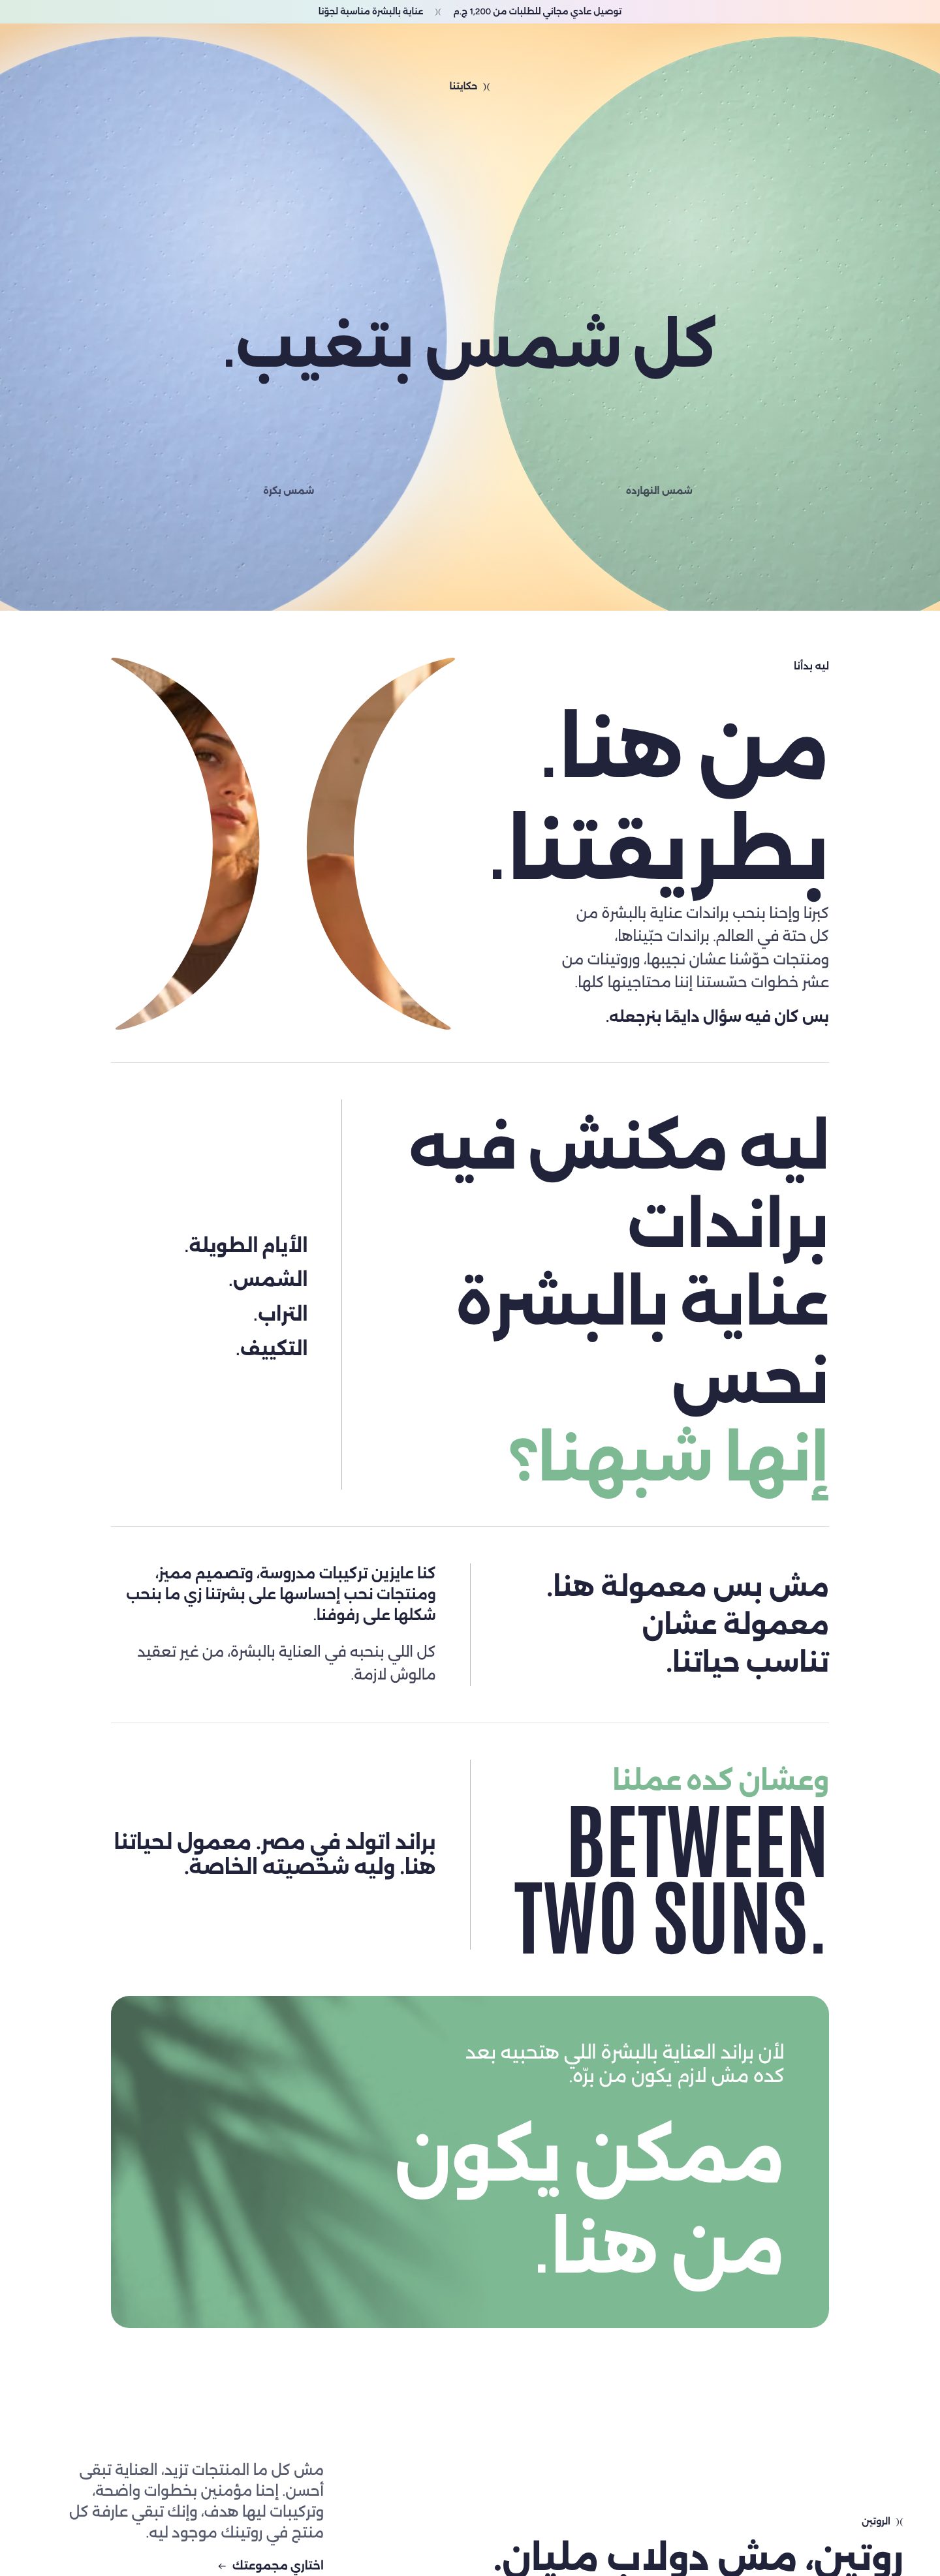 توصيل عادي مجاني للطلبات من 1,200 ج.م
عناية بالبشرة مناسبة لجوّنا
حكايتنا
كل شمس بتغيب.
شمس النهارده
شمس بكرة
ليه بدأنا
من هنا.
بطريقتنا.
كبرنا وإحنا بنحب براندات عناية بالبشرة من
كل حتة في العالم. براندات حبّيناها،
ومنتجات حوّشنا عشان نجيبها، وروتينات من
عشر خطوات حسّستنا إننا محتاجينها كلها.
بس كان فيه سؤال دايمًا بنرجعله.
ليه مكنش فيه
براندات
عناية بالبشرة
نحس
إنها شبهنا؟
الأيام الطويلة.
الشمس.
التراب.
التكييف.
مش بس معمولة هنا.
معمولة عشان
تناسب حياتنا.
كنا عايزين تركيبات مدروسة، وتصميم مميز،
ومنتجات نحب إحساسها على بشرتنا زي ما بنحب
شكلها على رفوفنا.
كل اللي بنحبه في العناية بالبشرة، من غير تعقيد
مالوش لازمة.
وعشان كده عملنا
BETWEEN
TWO SUNS.
براند اتولد في مصر. معمول لحياتنا
هنا. وليه شخصيته الخاصة.
لأن براند العناية بالبشرة اللي هتحبيه بعد
كده مش لازم يكون من برّه.
ممكن يكون
من هنا.
الروتين
روتين، مش دولاب مليان.
مش كل ما المنتجات تزيد، العناية تبقى
أحسن. إحنا مؤمنين بخطوات واضحة،
وتركيبات ليها هدف، وإنك تبقي عارفة كل
منتج في روتينك موجود ليه.
اختاري مجموعتك ←